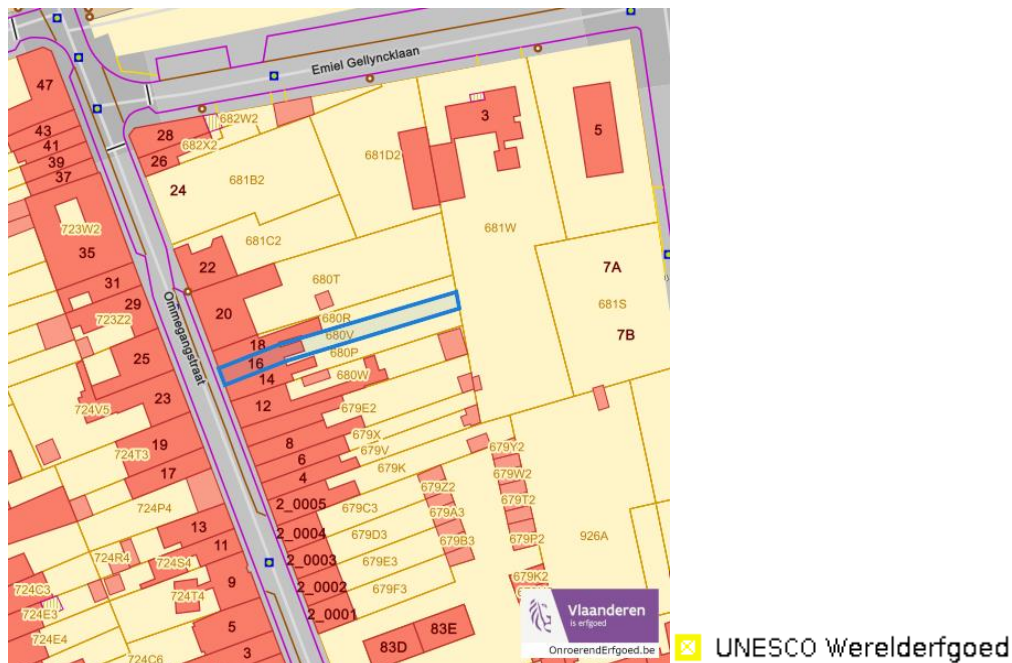 Emiel Gellyncklaan
47
43
41
39
37
28
26
682W2
682X2
24
681B2
681D2
3
5
723W2
35
681C2
681W
22
680T
7A
681S
7B
31
29
723Z2
20
Ommegangstraat
680R
18
680V
16
680P
14
680W
25
12
679E2
724V5
23
679X
679V
8
6
679K
4
19
724T3
17
679Y2
679W2
679Z2
679T2
679A3
2_0005
679C3
724P4
13
2_0004
679D3
679B3
679P2
926A
11
724R4
724S4
2_0003
679E3
9
724C3
724E3
724T4
2_0002
679F3
679K2
2_0001
5
724E4
83D
83E
3
724C6
Vlaanderen
is erfgoed
OnroerendErfgoed.be
UNESCO Werelderfgoed